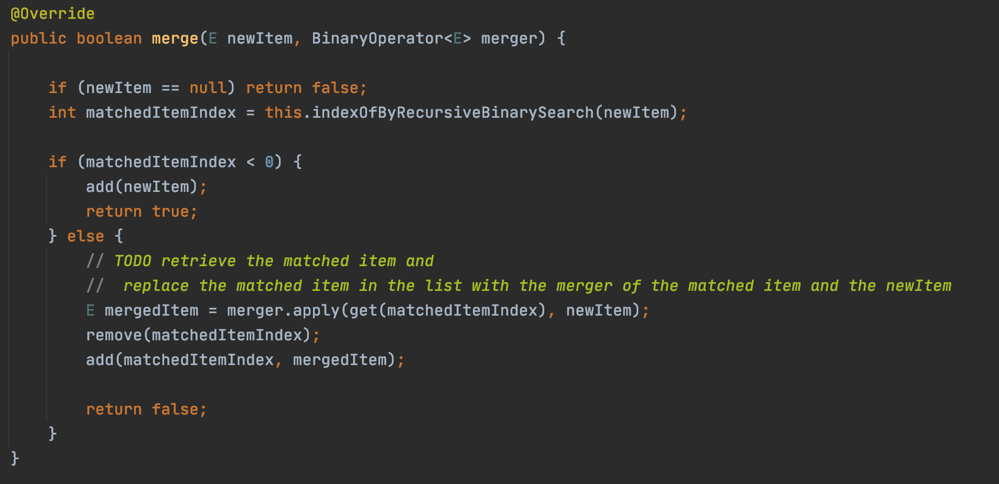 @Override
public boolean merge(E newItem, BinaryOperator<E> merger) {
if (newItem == null) return false;
int matchedItemIndex = this.indexOfByRecursiveBinarySearch(newItem);
if (matchedItemIndex < 0) {
add(newItem);
return true;
} else {
// TODO retrieve the matched item and
//  replace the matched item in the list with the merger of the matched item and the newItem
E mergedItem = merger.apply(get(matchedItemIndex), newItem);
remove(matchedItemIndex);
add(matchedItemIndex, mergedItem);
return false;
}
}